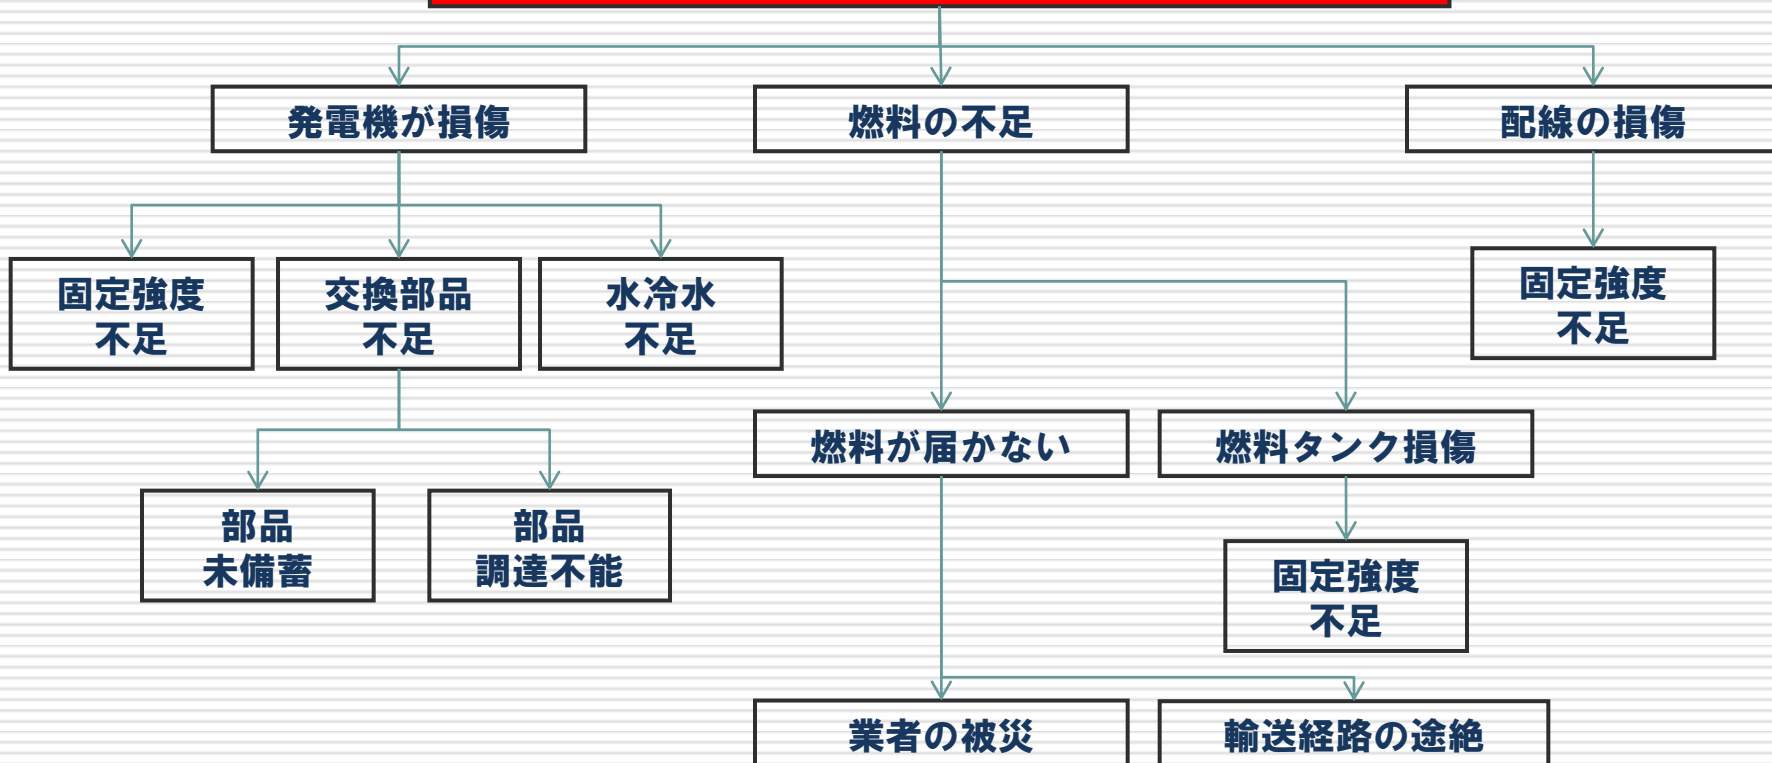 発電機が損傷
燃料の不足
配線の損傷
固定強度
不足
交換部品
不足
水冷水
不足
固定強度
不足
燃料が届かない
燃料タンク損傷
部品
未備蓄
部品
調達不能
固定強度
不足
業者の被災
輸送経路の途絶